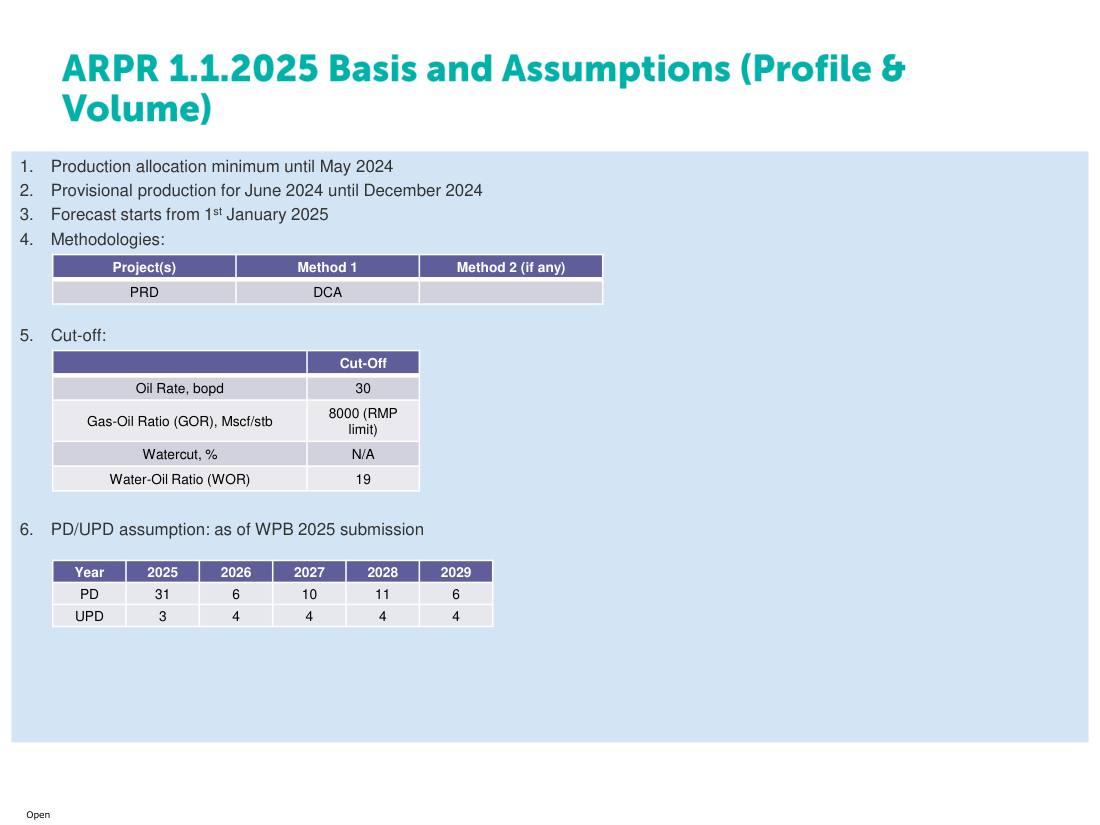 ARPR 1.1.2025 Basis and Assumptions (Profile &
Volume)
1. Production allocation minimum until May 2024
2. Provisional production for June 2024 until December 2024
3. Forecast starts from 1st January 2025
4. Methodologies:
Project(s) Method 1 Method 2 (if any)
PRD DCA
5. Cut-off:
Cut-Off
Oil Rate, bopd 30
Gas-Oil Ratio (GOR), Mscf/stb 8000 (RMP
limit)
Watercut, % N/A
Water-Oil Ratio (WOR) 19
6. PD/UPD assumption: as of WPB 2025 submission
Year 2025 2026 2027 2028 2029
PD 31 6 10 11 6
UPD 3 4 4 4 4
Open